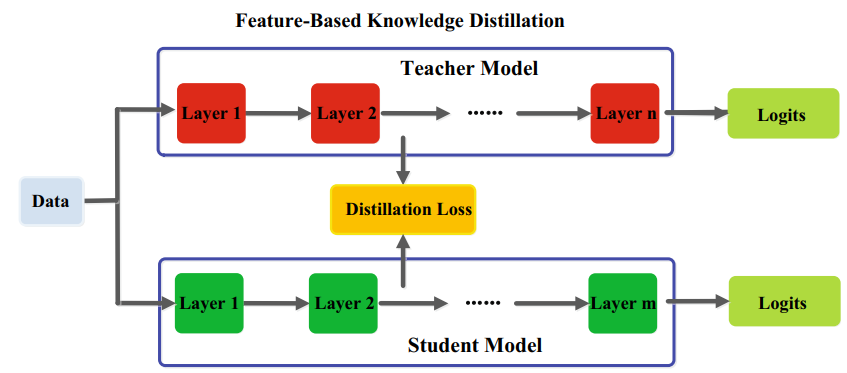 Feature-Based Knowledge Distillation
Teacher Model
Layer 1
Layer 2
......
Layer n
Logits
Data
Distillation Loss
Layer 1
Layer 2
......
Layer m
Logits
Student Model